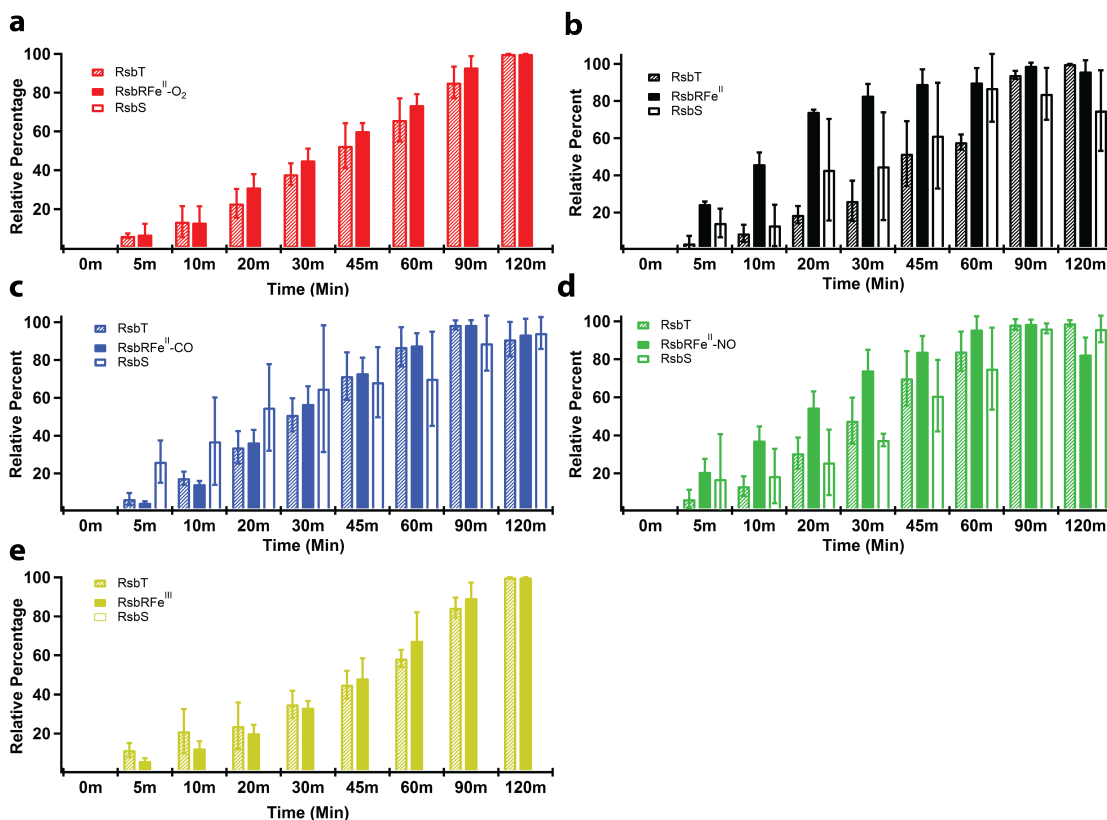 a
Relative Percentage
100
80
60
40
20
RsbT
RsbRFeII-O2
RsbS
0m 5m 10m 20m 30m 45m 60m 90m 120m
Time (Min)
b
Relative Percent
100
80
60
40
20
RsbT
RsbRFeII
RsbS
0m 5m 10m 20m 30m 45m 60m 90m 120m
Time (Min)
c
Relative Percent
100
80
60
40
20
RsbT
RsbRFeII-CO
RsbS
0m 5m 10m 20m 30m 45m 60m 90m 120m
Time (Min)
d
Relative Percent
100
80
60
40
20
RsbT
RsbRFeII-NO
RsbS
0m 5m 10m 20m 30m 45m 60m 90m 120m
Time (Min)
e
Relative Percentage
100
80
60
40
20
RsbT
RsbRFeIII
RsbS
0m 5m 10m 20m 30m 45m 60m 90m 120m
Time (Min)